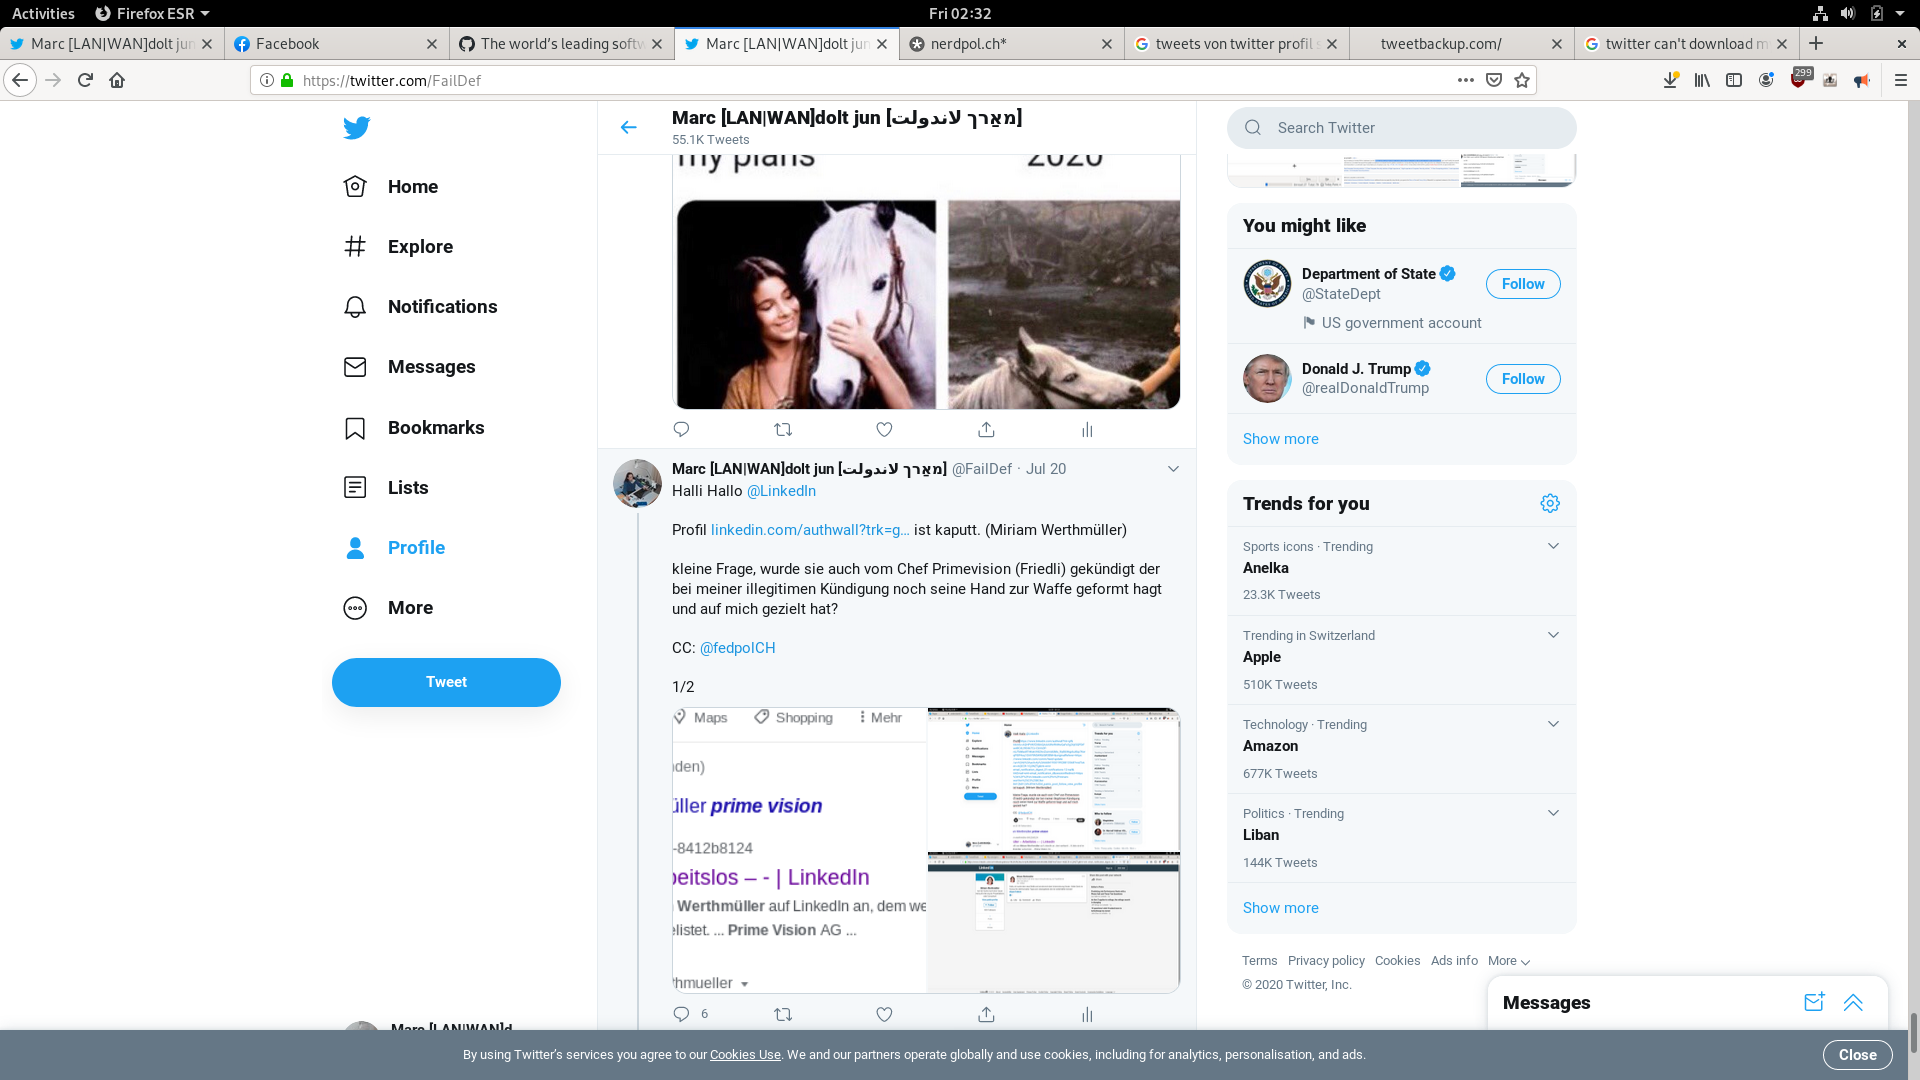 Activities
Firefox ESR
Fri 02:32
Marc [LAN|WAN]dolt jun
Facebook
The world's leading softw
Marc [LAN|WAN]dolt jun
nerdpol.ch*
tweets von twitter profil s
tweetbackup.com/
twitter can't download m
https://twitter.com/FailDef
299
Home
Explore
Notifications
Messages
Bookmarks
Lists
Profile
More
Tweet
Marc [LAN|WAN]d
Marc [LAN|WAN]dolt jun [מאַרך לאנדולת]
55.1K Tweets
my plans
2020
Marc [LAN|WAN]dolt jun [מאַרך לאנדולת] @FailDef · Jul 20
Halli Hallo @LinkedIn
Profil linkedin.com/authwall?trk=g… ist kaputt. (Miriam Werthmüller)
kleine Frage, wurde sie auch vom Chef Primevision (Friedli) gekündigt der
bei meiner illegitimen Kündigung noch seine Hand zur Waffe geformt hagt
und auf mich gezielt hat?
CC: @fedpolCH
1/2
Maps
Shopping
Mehr
nden)
üller prime vision
-8412b8124
beitslos – - | LinkedIn
Werthmüller auf LinkedIn an, dem we
elistet. ... Prime Vision AG ...
thmueller
6
Search Twitter
You might like
Department of State
@StateDept
US government account
Follow
Donald J. Trump
@realDonaldTrump
Follow
Show more
Trends for you
Sports icons · Trending
Anelka
23.3K Tweets
Trending in Switzerland
Apple
510K Tweets
Technology · Trending
Amazon
677K Tweets
Politics · Trending
Liban
144K Tweets
Show more
Terms Privacy policy Cookies Ads info More
© 2020 Twitter, Inc.
Messages
By using Twitter's services you agree to our Cookies Use. We and our partners operate globally and use cookies, including for analytics, personalisation, and ads.
Close